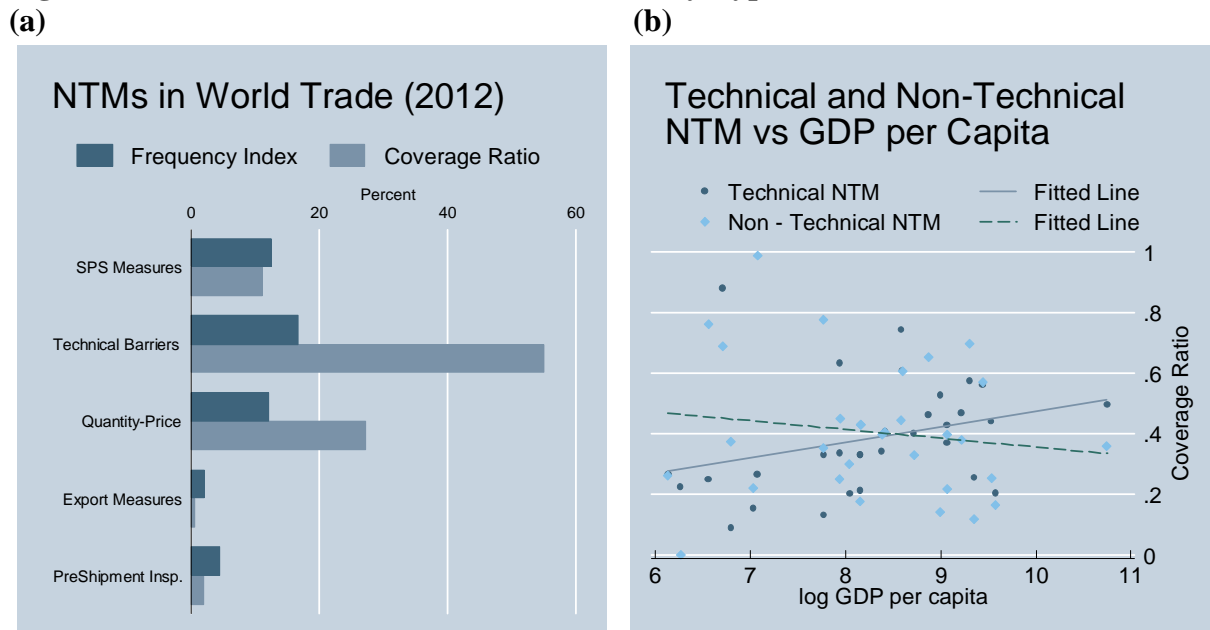 (a)
NTMs in World Trade (2012)
Frequency Index
Coverage Ratio
Percent
0 20 40 60
SPS Measures
Technical Barriers
Quantity-Price
Export Measures
PreShipment Insp.
(b)
Technical and Non-Technical
NTM vs GDP per Capita
Technical NTM
Fitted Line
Non - Technical NTM
Fitted Line
1
.8
.6
.4
.2
0
Coverage Ratio
6 7 8 9 10 11
log GDP per capita